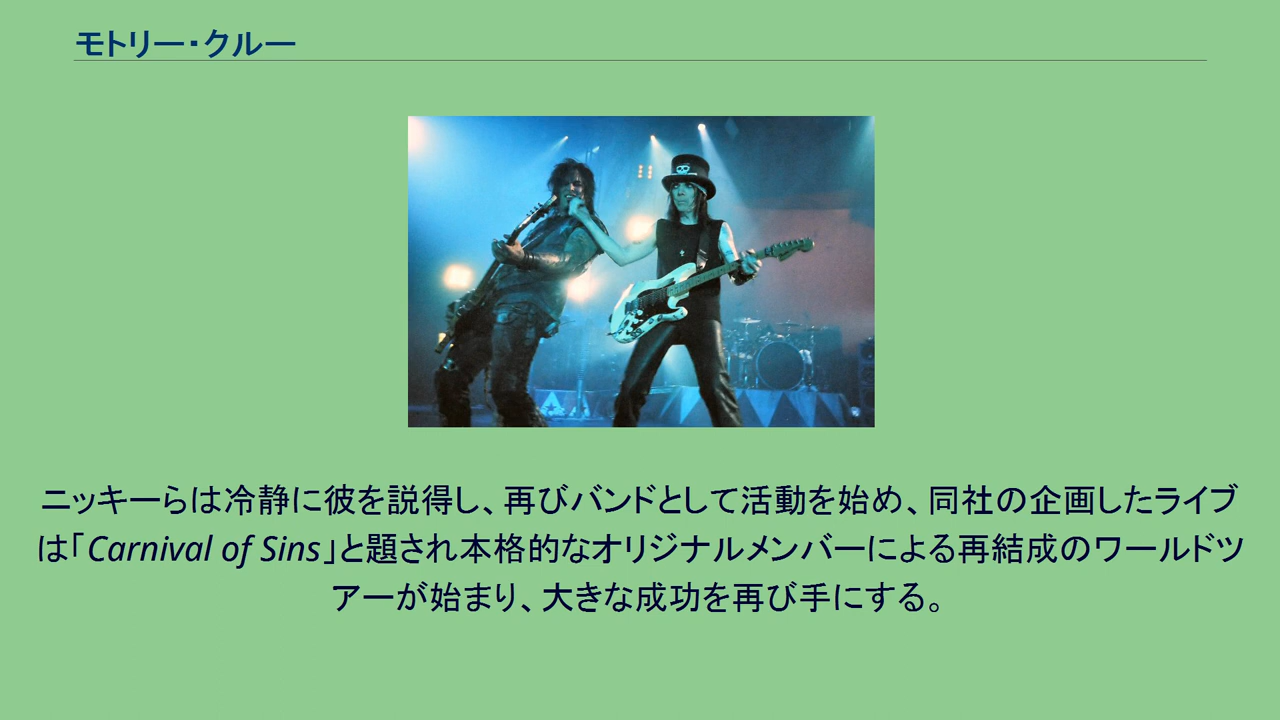 モトリー・クルー
ニッキーらは冷静に彼を説得し、再びバンドとして活動を始め、同社の企画したライブ
は「Carnival of Sins」と題され本格的なオリジナルメンバーによる再結成のワールドツ
アーが始まり、大きな成功を再び手にする。